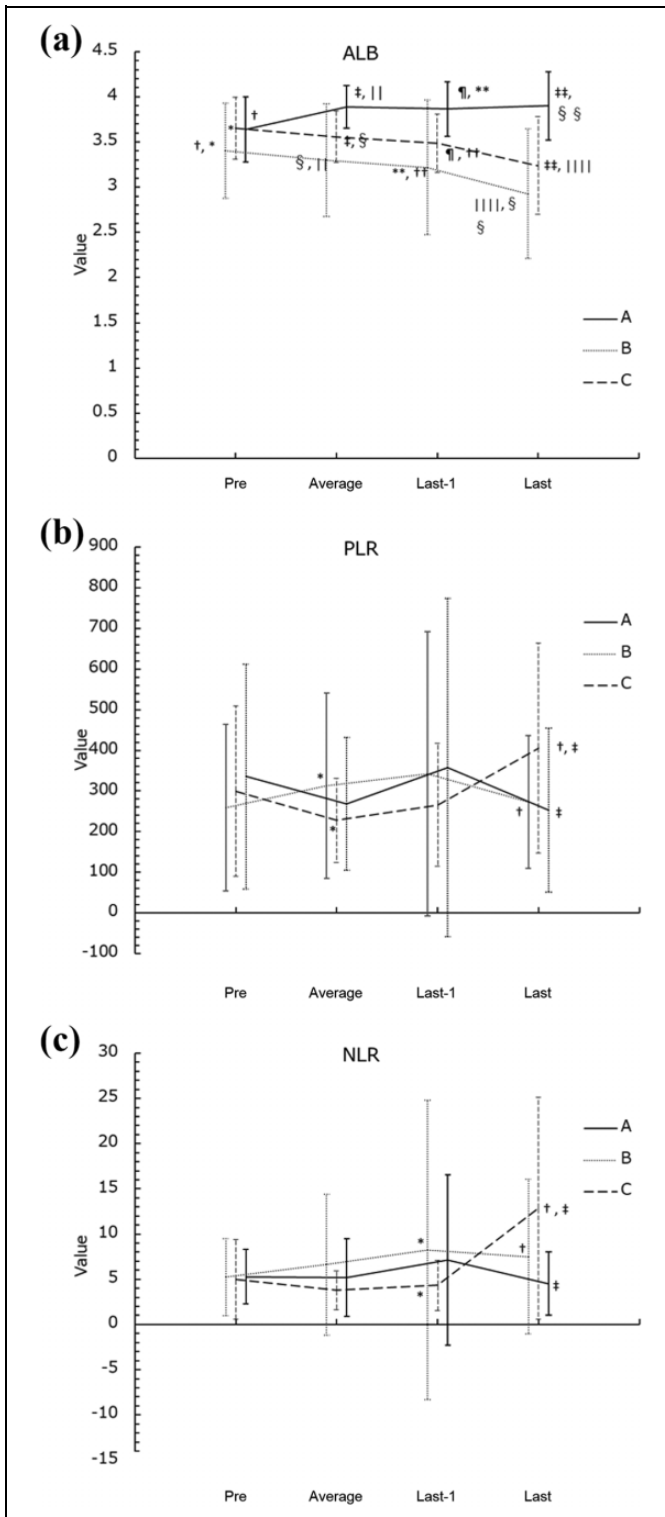 (a)
ALB
4.5
4
3.5
3
2.5
2
1.5
1
0.5
0
Value
†
*
†, *
‡, ||
‡, §
§, ||
¶, **
¶, ††
**, ††
‡‡,
§ §
‡‡, ||||
||||, §
§
A
B
C
Pre Average Last-1 Last
(b)
PLR
900
800
700
600
500
400
300
200
100
0
-100
Value
*
*
†, ‡
†
‡
A
B
C
Pre Average Last-1 Last
(c)
NLR
30
25
20
15
10
5
0
-5
-10
-15
Value
*
*
†, ‡
†
‡
A
B
C
Pre Average Last-1 Last